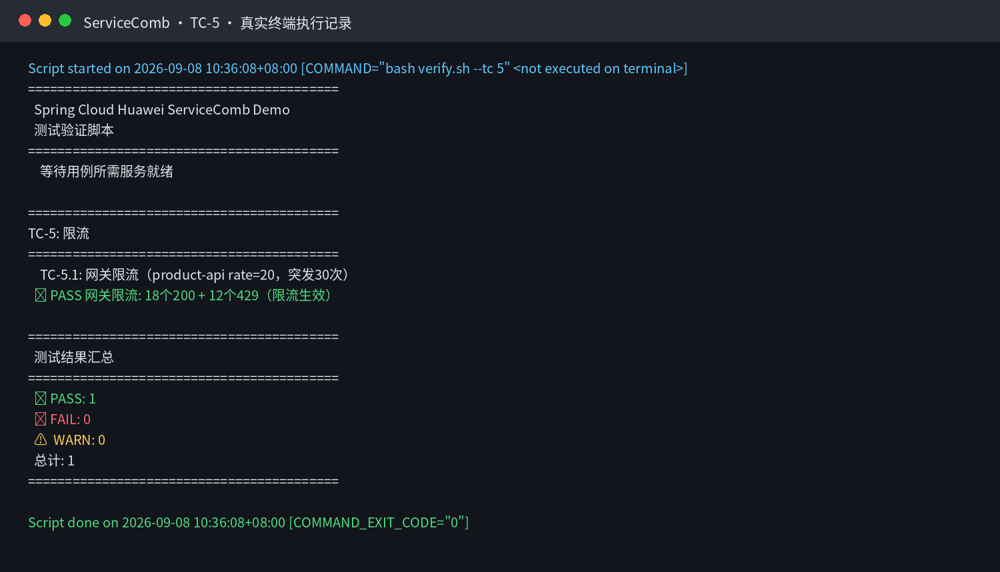 ServiceComb · TC-5 · 真实终端执行记录
Script started on 2026-09-08 10:36:08+08:00 [COMMAND="bash verify.sh --tc 5" <not executed on terminal>]
==========================================
Spring Cloud Huawei ServiceComb Demo
测试验证脚本
==========================================
等待用例所需服务就绪
==========================================
TC-5: 限流
==========================================
TC-5.1: 网关限流（product-api rate=20，突发30次）
PASS 网关限流: 18个200 + 12个429（限流生效）
==========================================
测试结果汇总
==========================================
PASS: 1
FAIL: 0
⚠ WARN: 0
总计: 1
==========================================
Script done on 2026-09-08 10:36:08+08:00 [COMMAND_EXIT_CODE="0"]